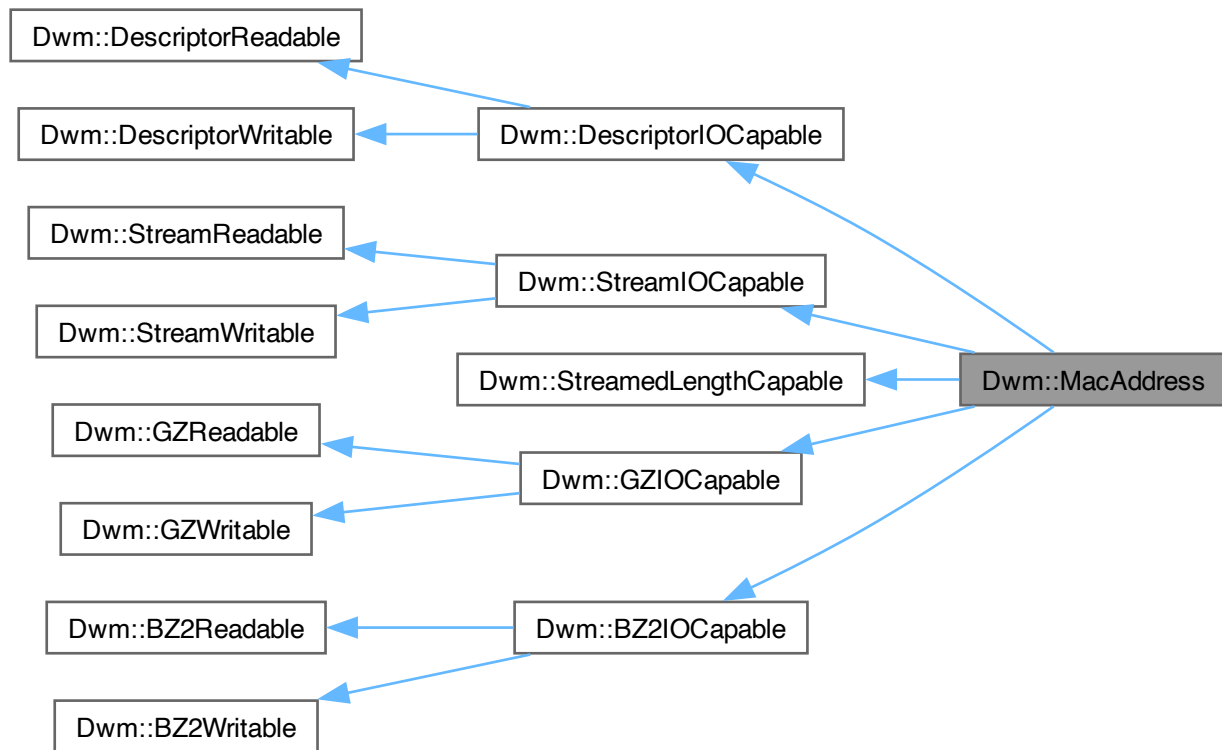 Dwm::DescriptorReadable
Dwm::DescriptorWritable
Dwm::DescriptorIOCapable
Dwm::StreamReadable
Dwm::StreamIOCapable
Dwm::StreamWritable
Dwm::StreamedLengthCapable
Dwm::MacAddress
Dwm::GZReadable
Dwm::GZIOCapable
Dwm::GZWritable
Dwm::BZ2Readable
Dwm::BZ2IOCapable
Dwm::BZ2Writable